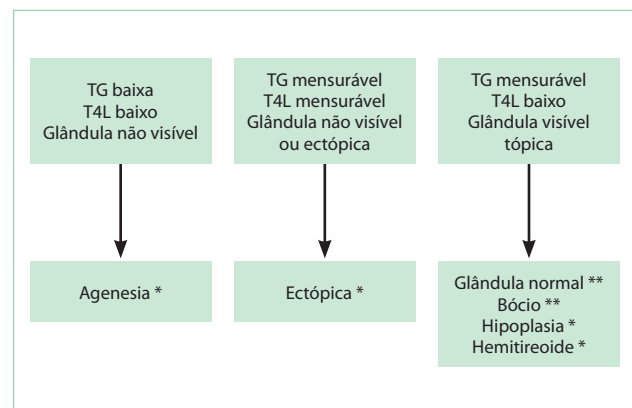 TG baixa
T4L baixo
Glândula não visível
TG mensurável
T4L mensurável
Glândula não visível
ou ectópica
TG mensurável
T4L baixo
Glândula visível
tópica
Agenesia *
Ectópica *
Glândula normal **
Bócio **
Hipoplasia *
Hemitireoide *